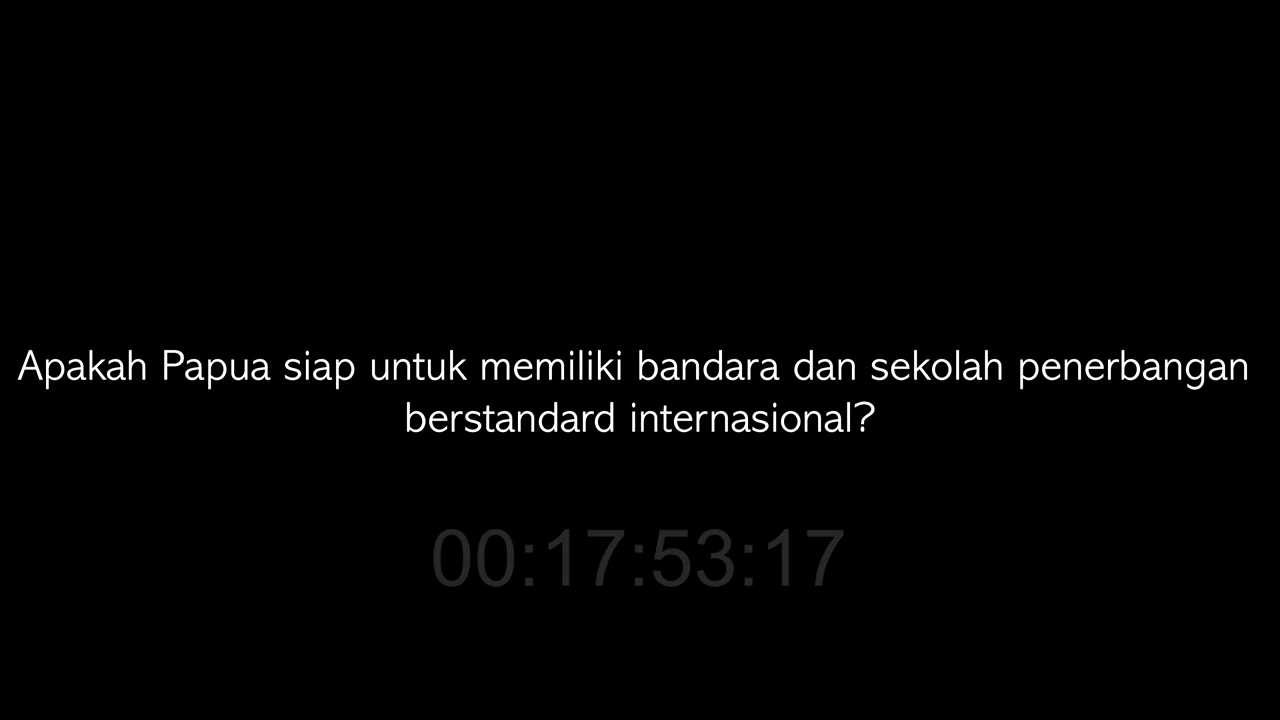 Apakah Papua siap untuk memiliki bandara dan sekolah penerbangan
berstandard internasional?
00:17:53:17